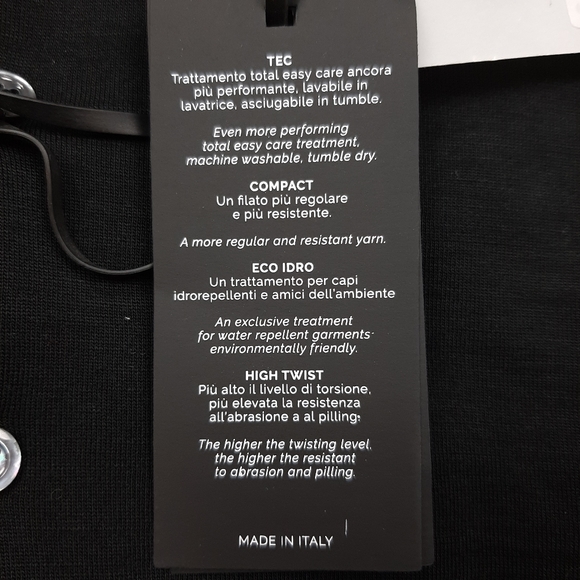 TEC
Trattamento total easy care ancora
più performante, lavabile in
lavatrice, asciugabile in tumble.
Even more performing
total easy care treatment,
machine washable, tumble dry.
COMPACT
Un filato più regolare
e più resistente.
A more regular and resistant yarn.
ECO IDRO
Un trattamento per capi
idrorepellenti e amici dell'ambiente
An exclusive treatment
for water repellent garments
environmentally friendly.
HIGH TWIST
Più alto il livello di torsione,
più elevata la resistenza
all'abrasione a al pilling.
The higher the twisting level,
the higher the resistant
to abrasion and pilling.
MADE IN ITALY